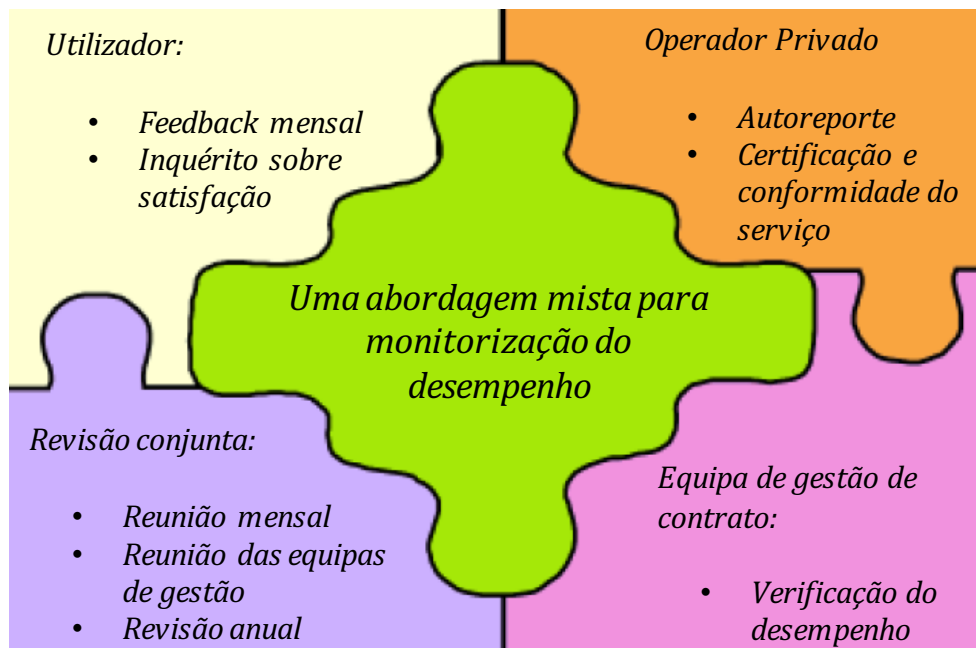 Utilizador:
• Feedback mensal
• Inquérito sobre
satisfação
Operador Privado
• Autoreporte
• Certificação e
conformidade do
serviço
Uma abordagem mista para
monitorização do
desempenho
Revisão conjunta:
• Reunião mensal
• Reunião das equipas
de gestão
• Revisão anual
Equipa de gestão de
contrato:
• Verificação do
desempenho